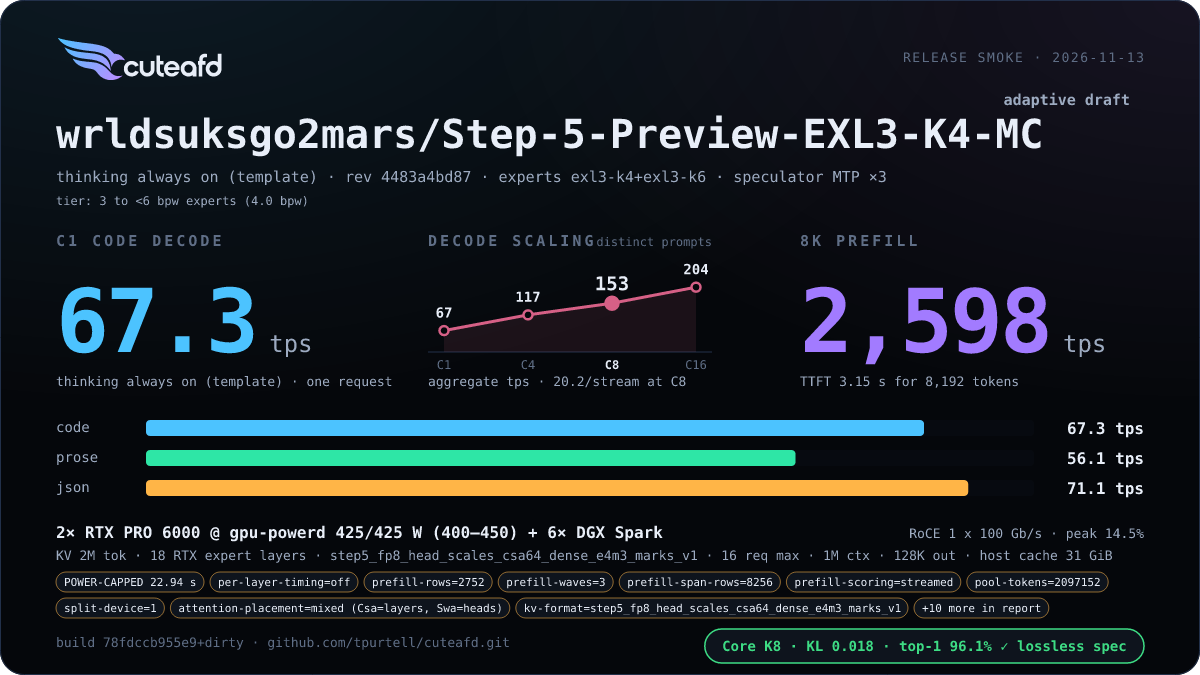 cuteafd
RELEASE SMOKE · 2026-11-13
adaptive draft
wrldsuksgo2mars/Step-5-Preview-EXL3-K4-MC
thinking always on (template) · rev 4483a4bd87 · experts exl3-k4+exl3-k6 · speculator MTP ×3
tier: 3 to <6 bpw experts (4.0 bpw)
C1 CODE DECODE
67.3 tps
thinking always on (template) · one request
DECODE SCALING distinct prompts
67
117
153
204
C1
C4
C8
C16
aggregate tps · 20.2/stream at C8
8K PREFILL
2,598 tps
TTFT 3.15 s for 8,192 tokens
code 67.3 tps
prose 56.1 tps
json 71.1 tps
2× RTX PRO 6000 @ gpu-powerd 425/425 W (400–450) + 6× DGX Spark
RoCE 1 x 100 Gb/s · peak 14.5%
KV 2M tok · 18 RTX expert layers · step5_fp8_head_scales_csa64_dense_e4m3_marks_v1 · 16 req max · 1M ctx · 128K out · host cache 31 GiB
POWER-CAPPED 22.94 s per-layer-timing=off prefill-rows=2752 prefill-waves=3 prefill-span-rows=8256 prefill-scoring=streamed pool-tokens=2097152
split-device=1 attention-placement=mixed (Csa=layers, Swa=heads) kv-format=step5_fp8_head_scales_csa64_dense_e4m3_marks_v1 +10 more in report
build 78fdccb955e9+dirty · github.com/tpurtell/cuteafd.git
Core K8 · KL 0.018 · top-1 96.1% ✓ lossless spec